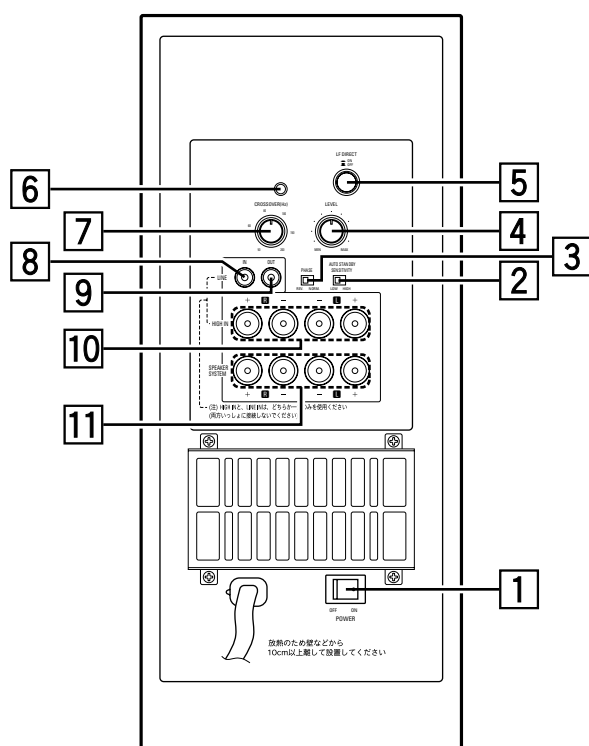 LF DIRECT
ON
OFF
5
6
CROSSOVER(Hz)
LEVEL
7
4
MIN
MAX
3
8
IN
OUT
PHASE
AUTO STANDBY
SENSITIVITY
LINE
2
9
REV.
NORM.
LOW
HIGH
+ R − − L +
HIGH IN
10
SPEAKER
SYSTEM
+ R − − L +
11
(注) HIGH INと、LINE INは、どちらか一 のみを使用ください
(両方いっしょに接続しないでください
1
OFF ON
POWER
放熱のため壁などから
10cm以上離して設置してください